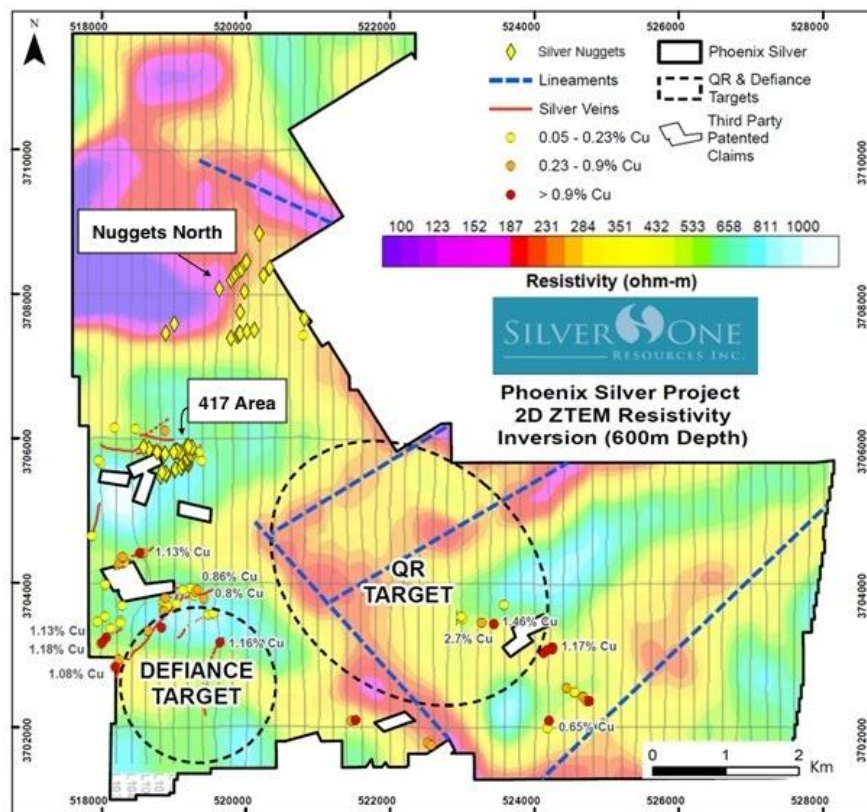 N
518000 520000 522000 524000 526000 528000
3710000
3708000
3706000
3704000
3702000
3710000
3708000
3706000
3704000
3702000
Silver Nuggets
Lineaments
Silver Veins
0.05 - 0.23% Cu
0.23 - 0.9% Cu
> 0.9% Cu
Phoenix Silver
QR & Defiance
Targets
Third Party
Patented
Claims
100 123 152 187 231 284 351 432 533 658 811 1000
Resistivity (ohm-m)
SILVER ONE
RESOURCES INC.
Phoenix Silver Project
2D ZTEM Resistivity
Inversion (600m Depth)
Nuggets North
417 Area
QR
TARGET
1.13% Cu
0.86% Cu
0.8% Cu
1.46% Cu
2.7% Cu
1.13% Cu
1.18% Cu
1.16% Cu
1.17% Cu
1.08% Cu
DEFIANCE
TARGET
0.65% Cu
0 1 2
Km
518000 520000 522000 524000 526000 528000